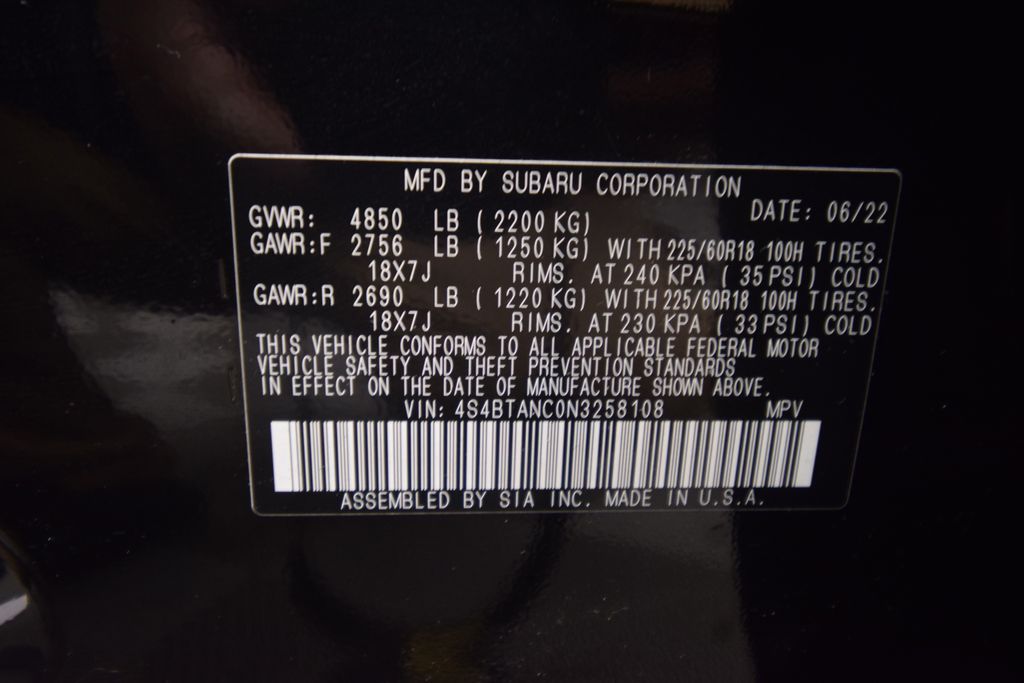 MFD BY SUBARU CORPORATION
DATE: 06/22
GVWR: 4850 LB ( 2200 KG)
GAWR:F 2756 LB ( 1250 KG) WITH 225/60R18 100H TIRES.
18X7J RIMS. AT 240 KPA ( 35 PSI) COLD
GAWR:R 2690 LB ( 1220 KG) WITH 225/60R18 100H TIRES.
18X7J RIMS. AT 230 KPA ( 33 PSI) COLD
THIS VEHICLE CONFORMS TO ALL APPLICABLE FEDERAL MOTOR
VEHICLE SAFETY AND THEFT PREVENTION STANDARDS
IN EFFECT ON THE DATE OF MANUFACTURE SHOWN ABOVE.
VIN: 4S4BTANC0N3258108 MPV
ASSEMBLED BY SIA INC. MADE IN U.S.A.